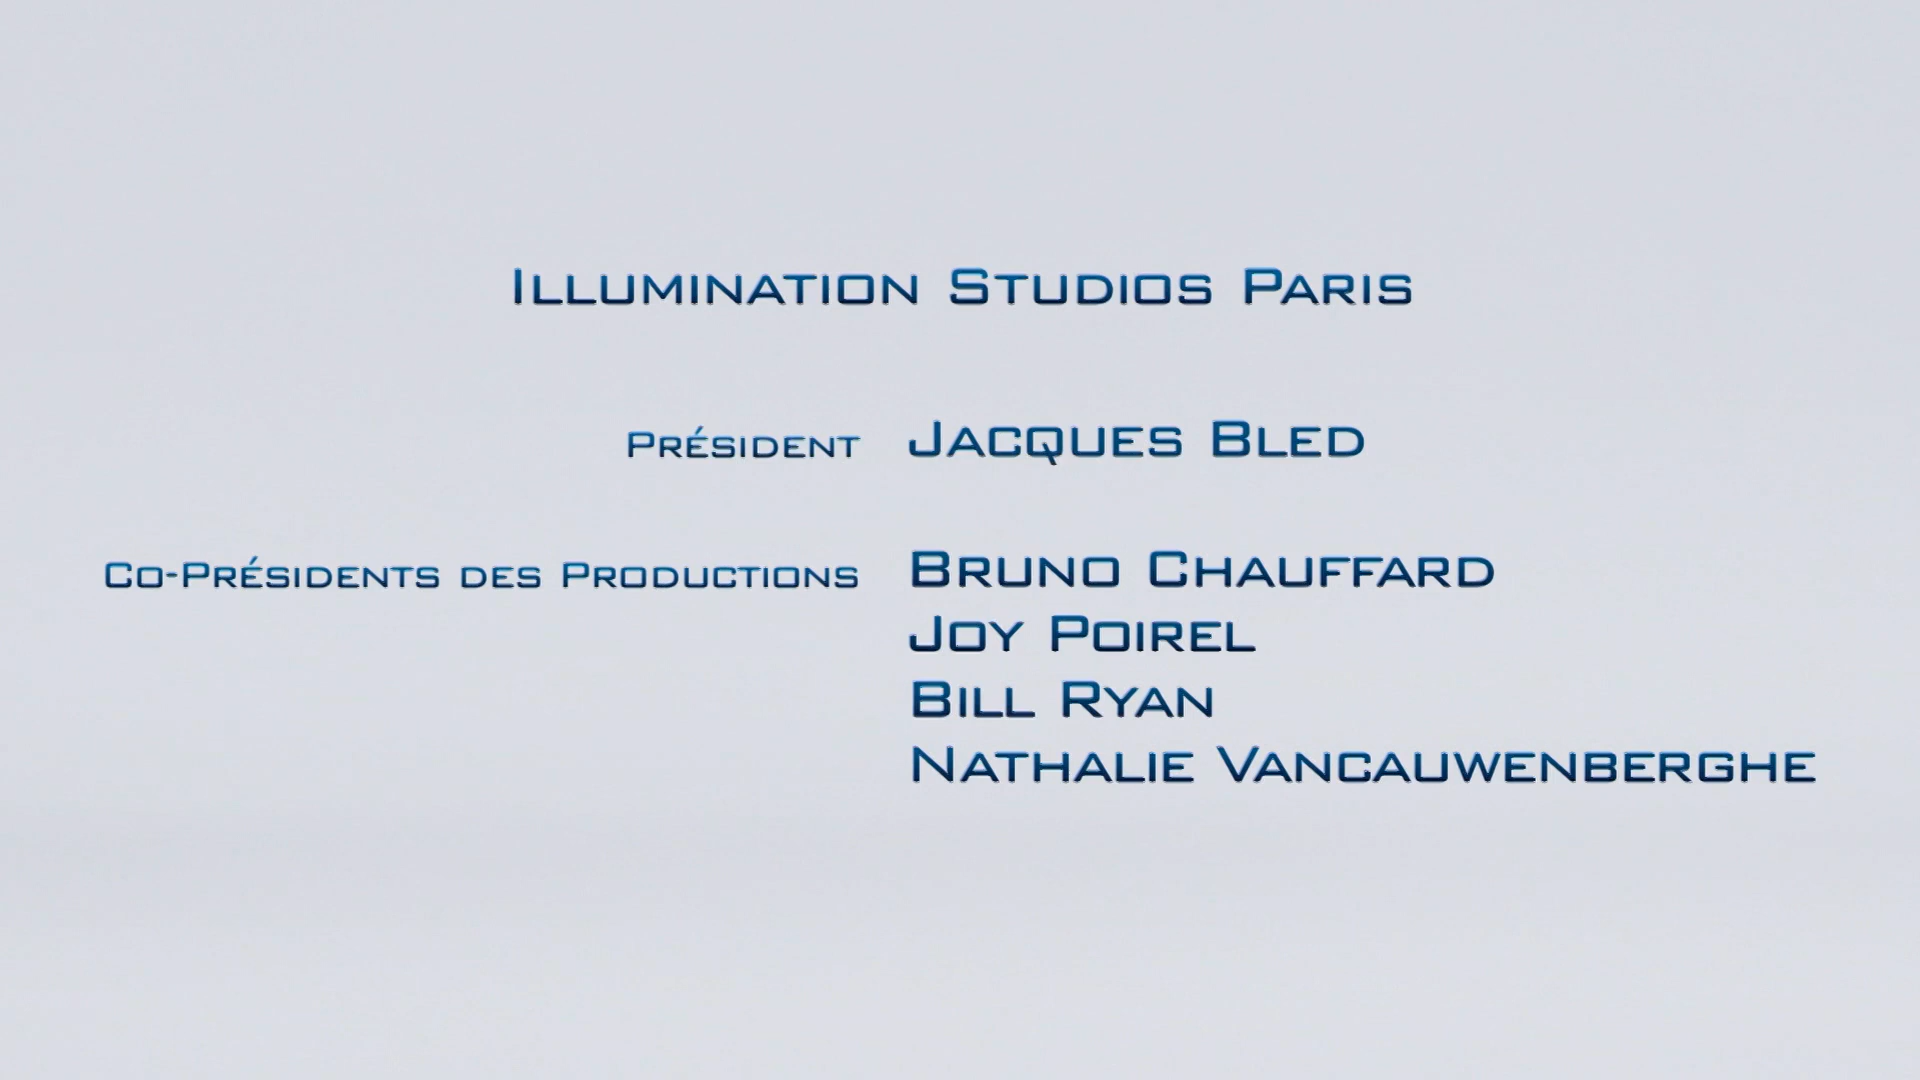 Illumination Studios Paris
Président Jacques Bled
Co-Présidents des Productions Bruno Chauffard
Joy Poirel
Bill Ryan
Nathalie Vancauwenberghe